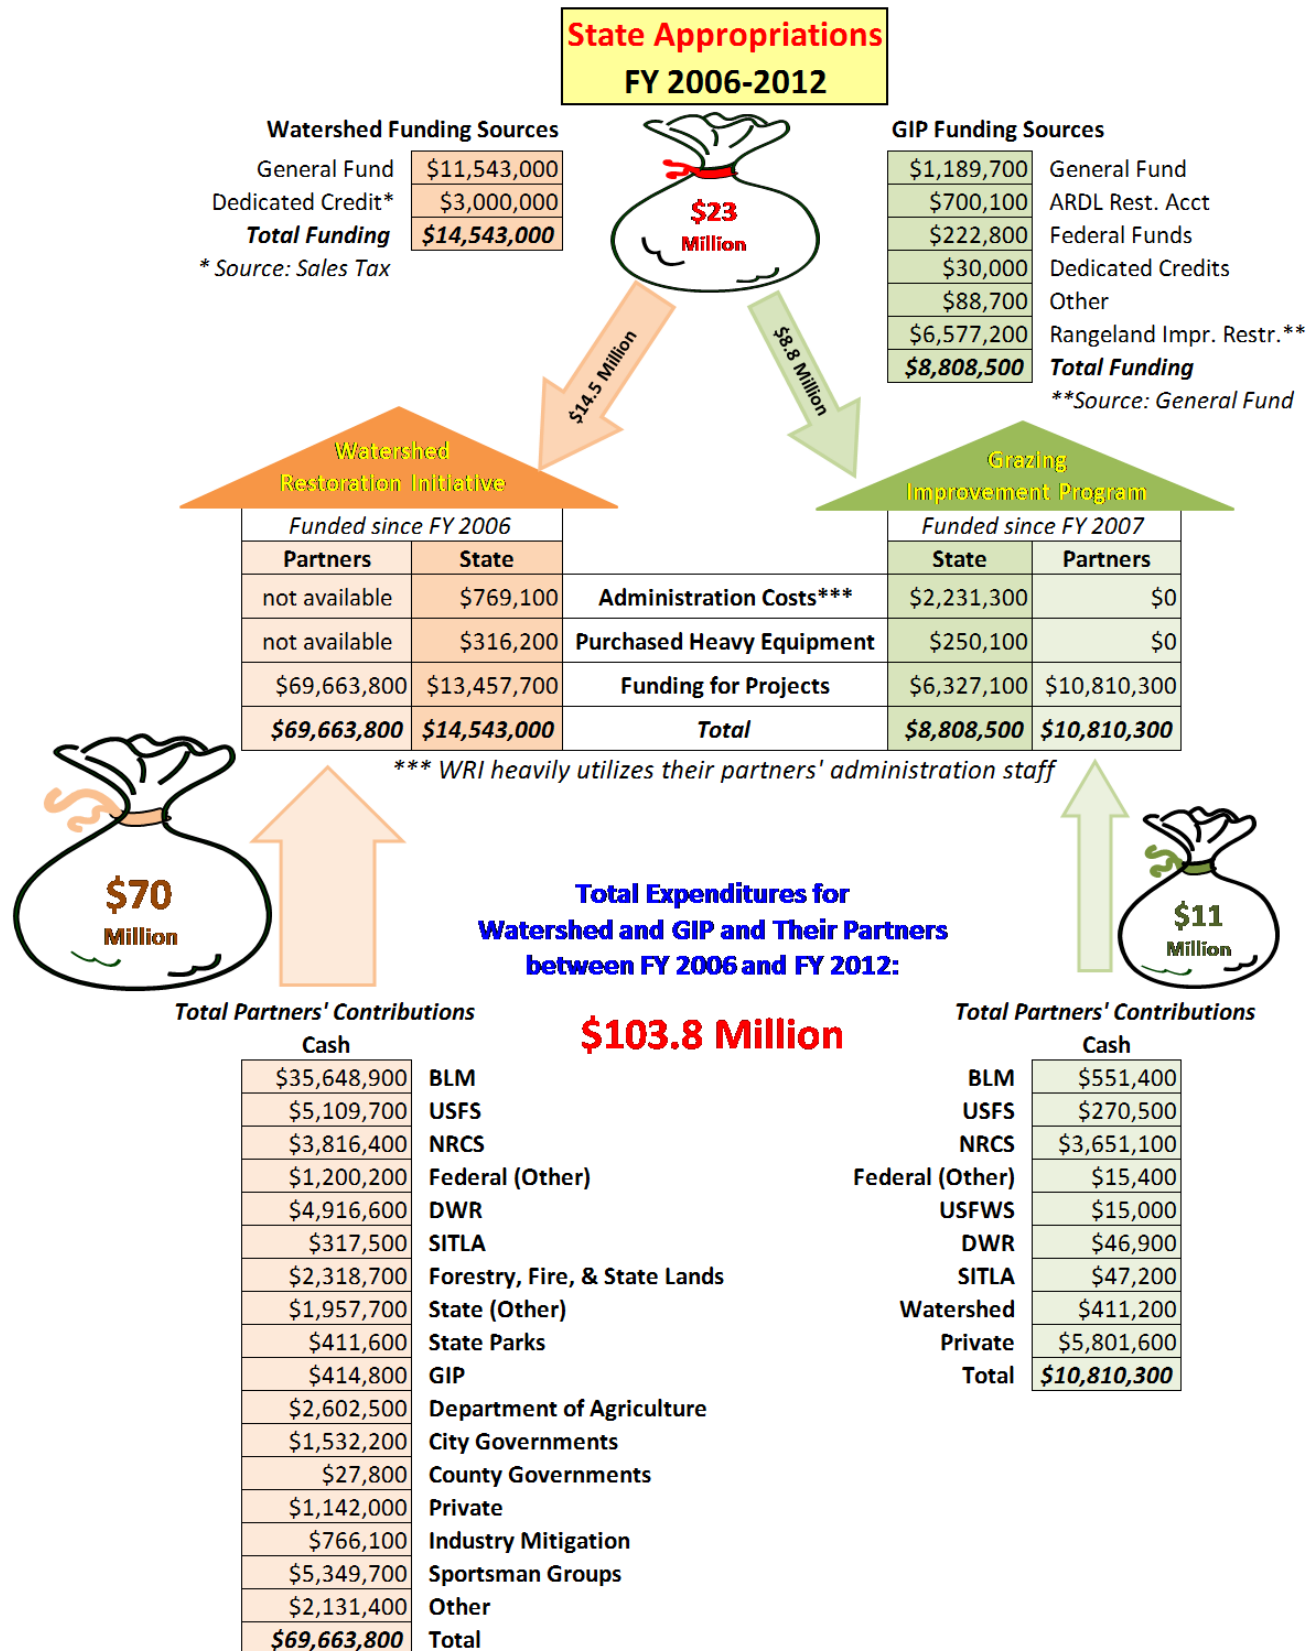 State Appropriations
FY 2006-2012
Watershed Funding Sources
General Fund $11,543,000
Dedicated Credit* $3,000,000
Total Funding $14,543,000
* Source: Sales Tax
$23
Million
GIP Funding Sources
$1,189,700 General Fund
$700,100 ARDL Rest. Acct
$222,800 Federal Funds
$30,000 Dedicated Credits
$88,700 Other
$6,577,200 Rangeland Impr. Restr.**
$8,808,500 Total Funding
**Source: General Fund
$14.5 Million
$8.8 Million
Watershed
Restoration Initiative
Grazing
Improvement Program
Funded since FY 2006 Funded since FY 2007
Partners State State Partners
not available $769,100 Administration Costs*** $2,231,300 $0
not available $316,200 Purchased Heavy Equipment $250,100 $0
$69,663,800 $13,457,700 Funding for Projects $6,327,100 $10,810,300
$69,663,800 $14,543,000 Total $8,808,500 $10,810,300
*** WRI heavily utilizes their partners' administration staff
$70
Million
Total Expenditures for
Watershed and GIP and Their Partners
between FY 2006 and FY 2012:
$103.8 Million
$11
Million
Total Partners' Contributions
Cash
$35,648,900 BLM
$5,109,700 USFS
$3,816,400 NRCS
$1,200,200 Federal (Other)
$4,916,600 DWR
$317,500 SITLA
$2,318,700 Forestry, Fire, & State Lands
$1,957,700 State (Other)
$411,600 State Parks
$414,800 GIP
$2,602,500 Department of Agriculture
$1,532,200 City Governments
$27,800 County Governments
$1,142,000 Private
$766,100 Industry Mitigation
$5,349,700 Sportsman Groups
$2,131,400 Other
$69,663,800 Total
Total Partners' Contributions
Cash
BLM $551,400
USFS $270,500
NRCS $3,651,100
Federal (Other) $15,400
USFWS $15,000
DWR $46,900
SITLA $47,200
Watershed $411,200
Private $5,801,600
Total $10,810,300